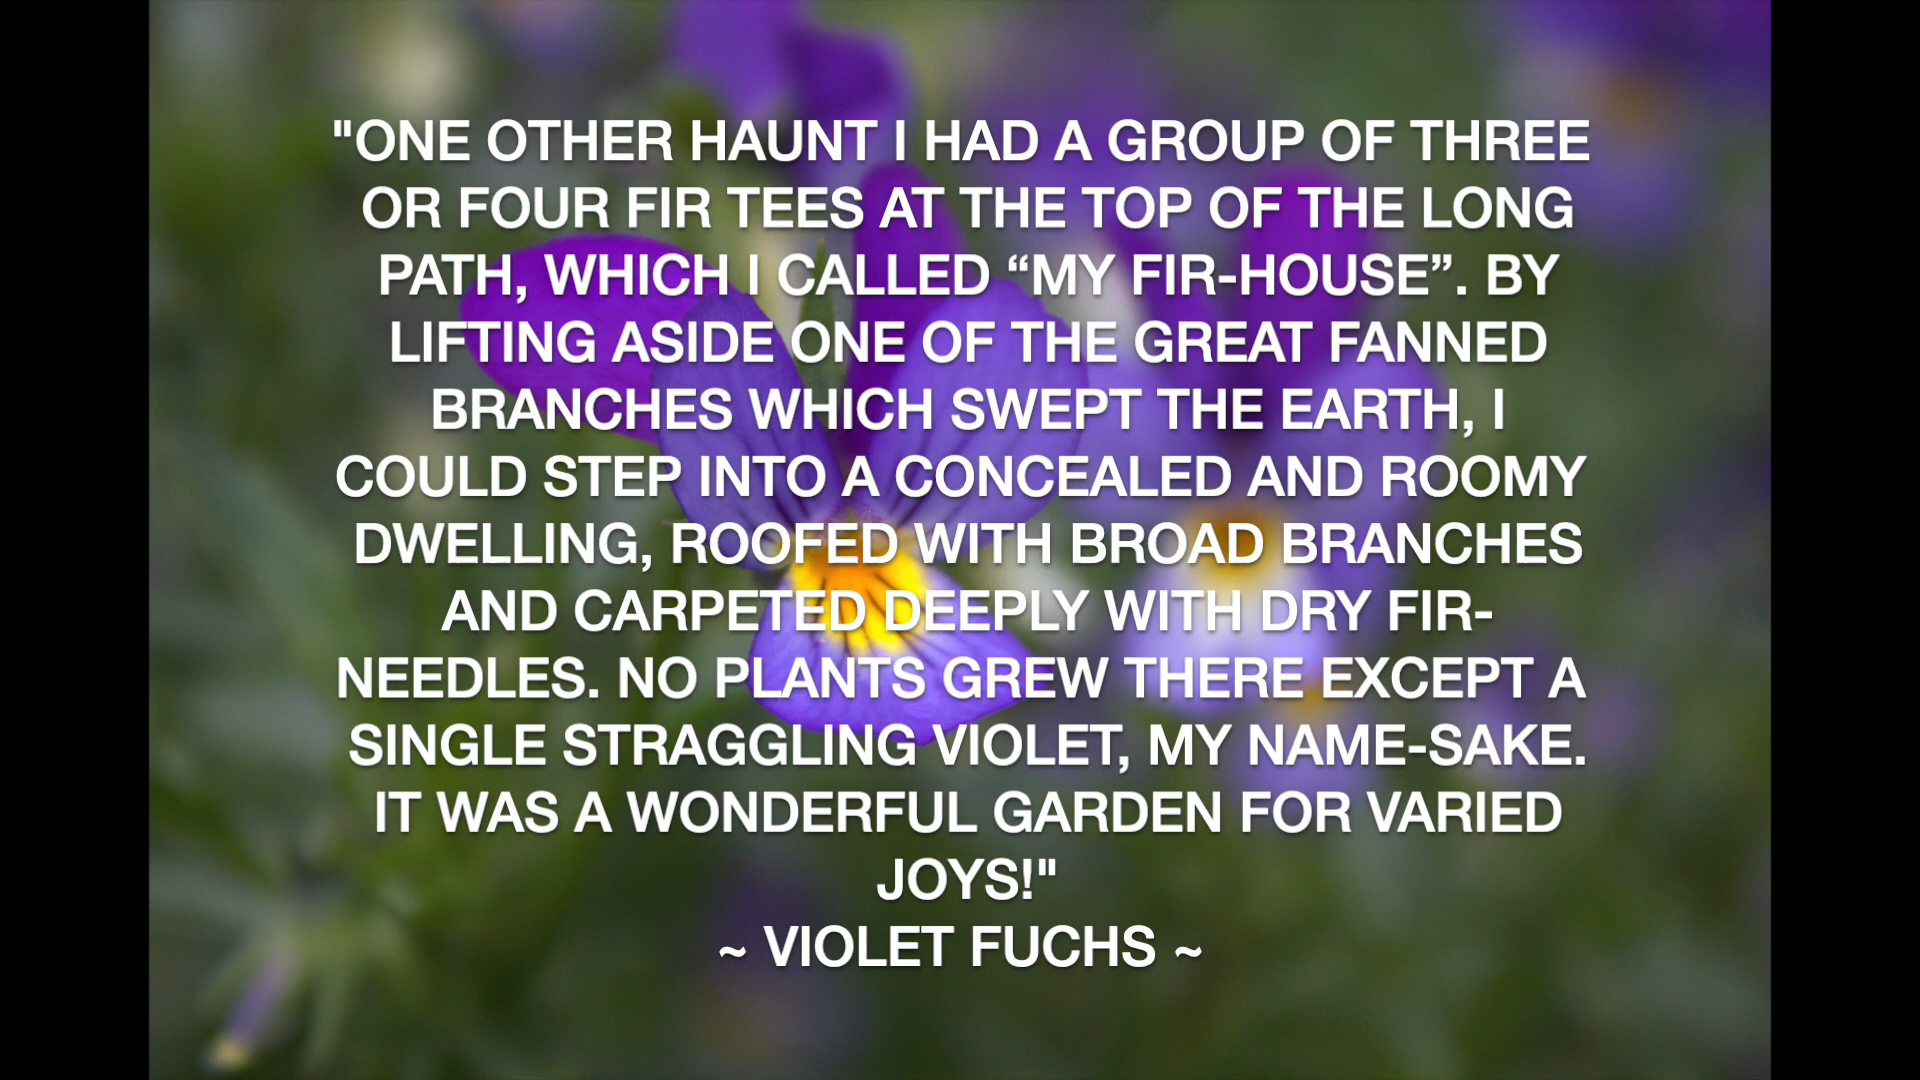 "ONE OTHER HAUNT I HAD A GROUP OF THREE
OR FOUR FIR TEES AT THE TOP OF THE LONG
PATH, WHICH I CALLED “MY FIR-HOUSE”. BY
LIFTING ASIDE ONE OF THE GREAT FANNED
BRANCHES WHICH SWEPT THE EARTH, I
COULD STEP INTO A CONCEALED AND ROOMY
DWELLING, ROOFED WITH BROAD BRANCHES
AND CARPETED DEEPLY WITH DRY FIR-
NEEDLES. NO PLANTS GREW THERE EXCEPT A
SINGLE STRAGGLING VIOLET, MY NAME-SAKE.
IT WAS A WONDERFUL GARDEN FOR VARIED
JOYS!"
~ VIOLET FUCHS ~